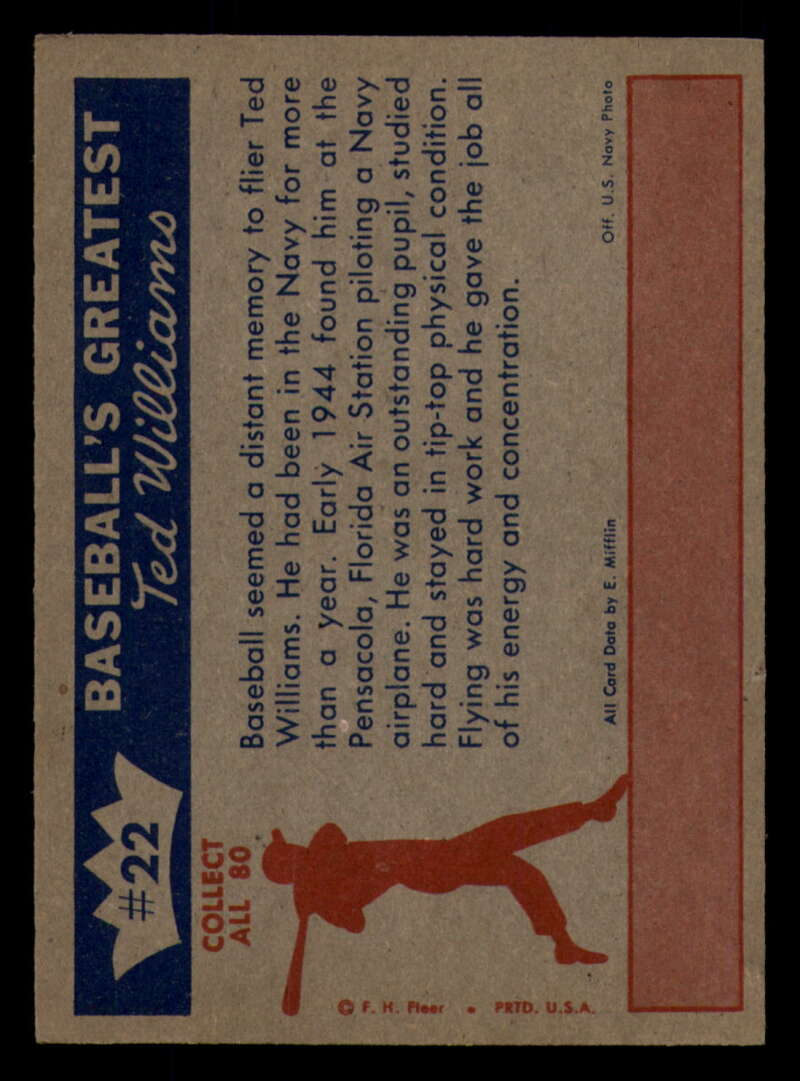 #22
BASEBALL'S GREATEST
Ted Williams
COLLECT
ALL 80
Baseball seemed a distant memory to flier Ted
Williams. He had been in the Navy for more
than a year. Early 1944 found him at the
Pensacola, Florida Air Station piloting a Navy
airplane. He was an outstanding pupil, studied
hard and stayed in tip-top physical condition.
Flying was hard work and he gave the job all
of his energy and concentration.
© F. H. Fleer • PRTD. U.S.A.
All Card Data by E. Mifflin
Off. U.S. Navy Photo